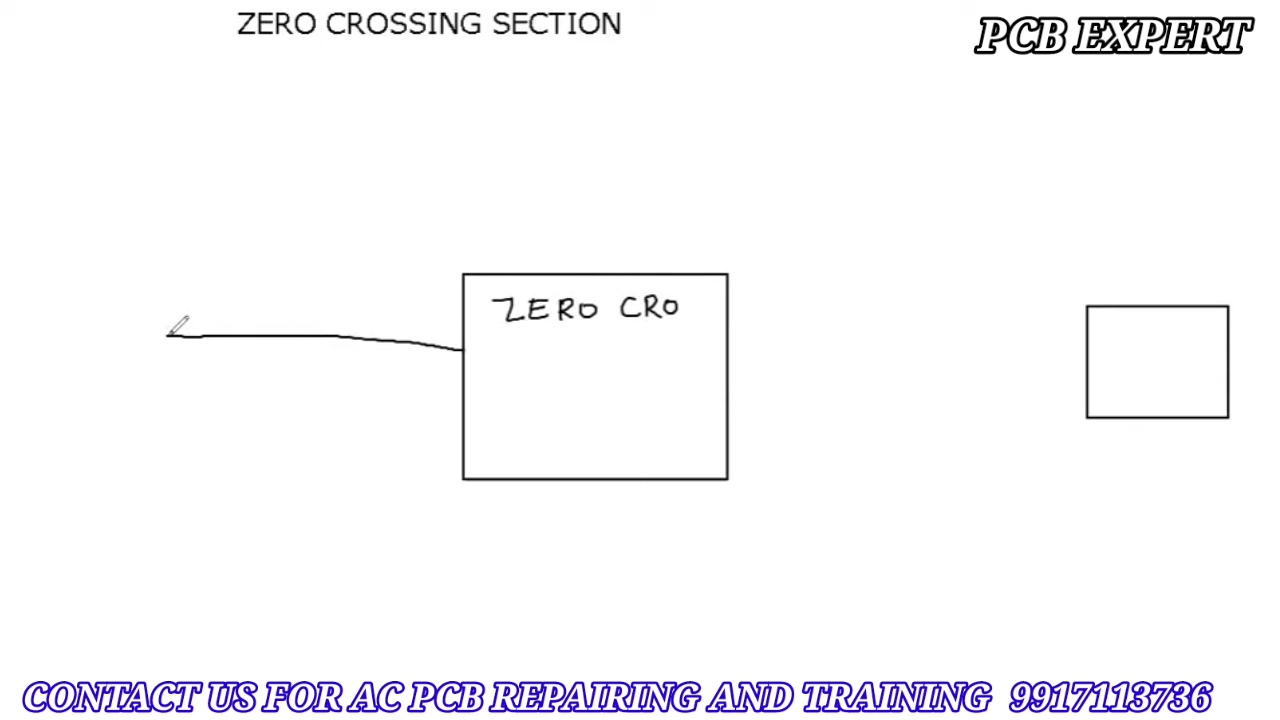 ZERO CROSSING SECTION
PCB EXPERT
ZERO CRO
CONTACT US FOR AC PCB REPAIRING AND TRAINING 9917113736